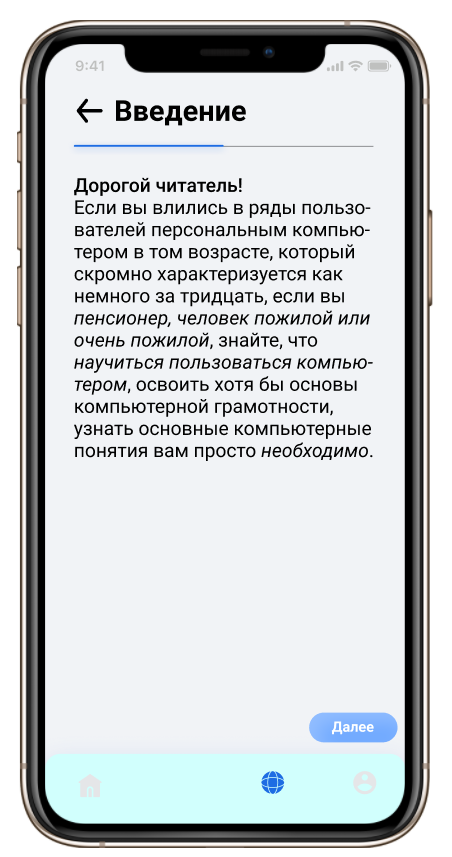 9:41
Введение
Дорогой читатель!
Если вы влились в ряды пользо-
вателей персональным компью-
тером в том возрасте, который
скромно характеризуется как
немного за тридцать, если вы
пенсионер, человек пожилой или
очень пожилой, знайте, что
научиться пользоваться компью-
тером, освоить хотя бы основы
компьютерной грамотности,
узнать основные компьютерные
понятия вам просто необходимо.
Далее